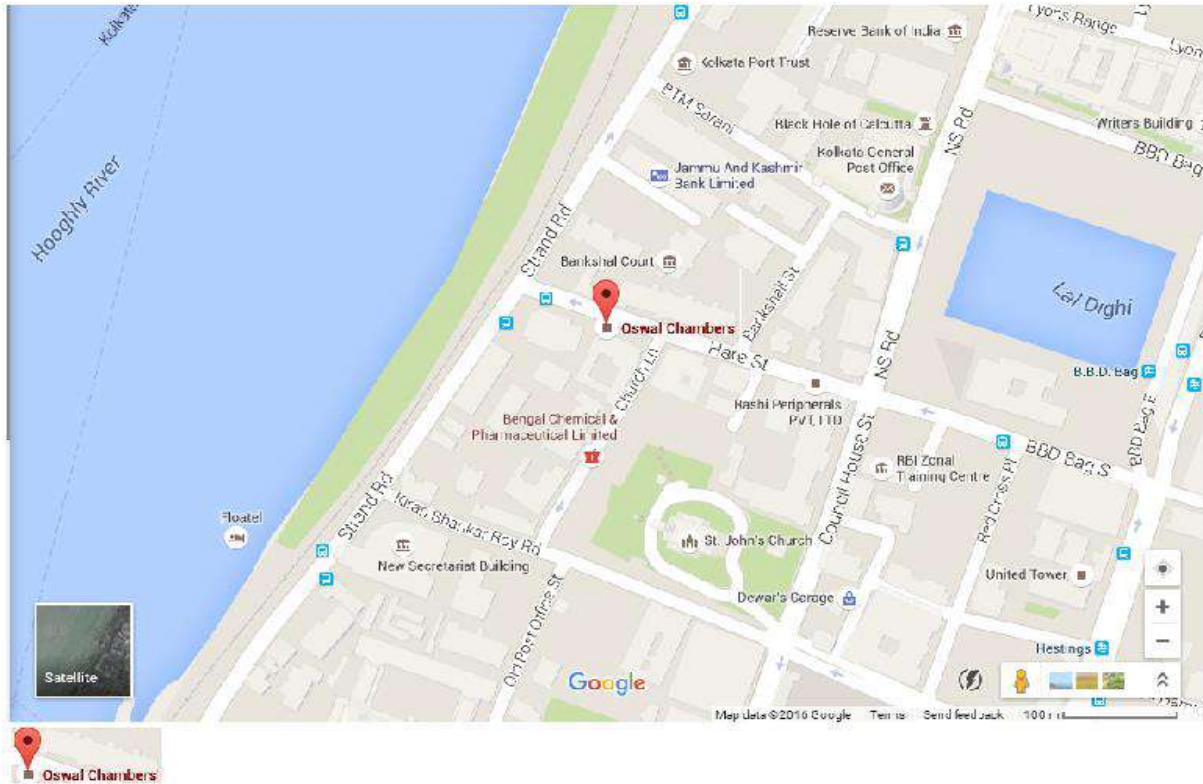 Lyons Range
Reserve Bank of India
Lyon
Kolkata Port Trust
BTM Sarani
Black Hole of Calcutta
NS Rd
Writers Building
Kolkata General
Post Office
BBD Bag
Jammu And Kashmir
Bank Limited
Hooghly River
Strand Rd
Bankshal Court
Bankshall St
Lal Dighi
Oswal Chambers
Hare St
NS Rd
B.B.D. Bag
Church Ln
Rashi Peripherals
PVT. LTD
BBD Bag E
Bengal Chemical &
Pharmaceutical Limited
Council House St
RBI Zonal
Training Centre
BBD Bag S
Red Cross Pl
Strand Rd
Kiran Shankar Roy Rd
Floatel
St. John's Church
New Secretariat Building
United Tower
Dewar's Garage
Old Post Office St
Hastings
Satellite
Google
Map data ©2016 Google Terms Send feedback 100 m
Oswal Chambers